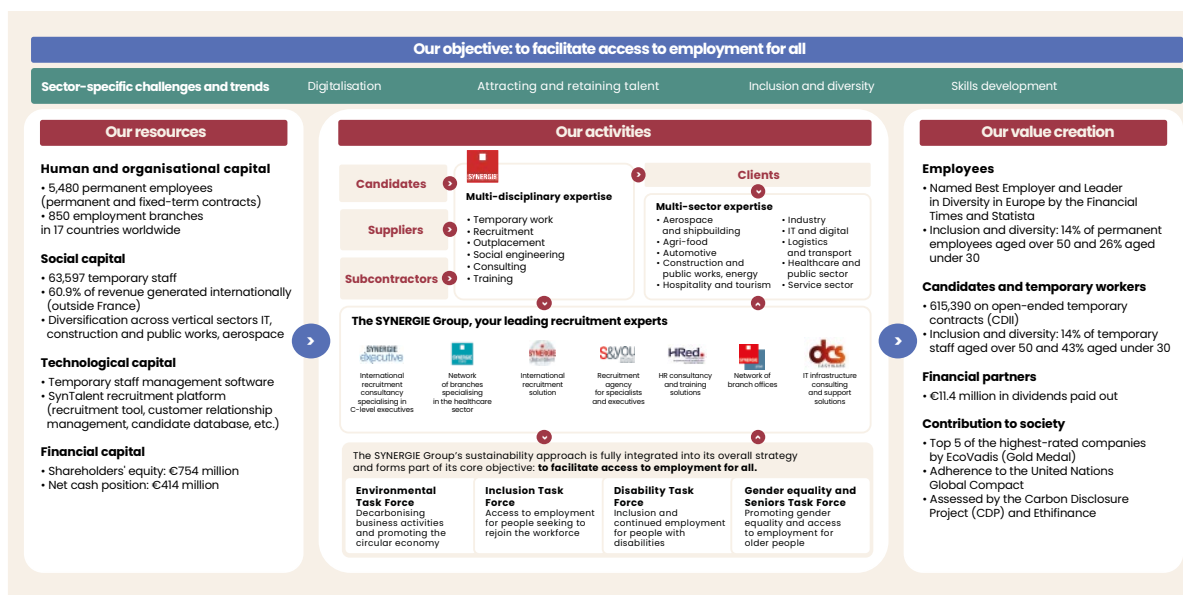 Our objective: to facilitate access to employment for all
Sector-specific challenges and trends
Digitalisation
Attracting and retaining talent
Inclusion and diversity
Skills development
Our resources
Human and organisational capital
• 5,480 permanent employees
(permanent and fixed-term contracts)
• 850 employment branches
in 17 countries worldwide
Social capital
• 63,597 temporary staff
• 60.9% of revenue generated internationally
(outside France)
• Diversification across vertical sectors IT,
construction and public works, aerospace
Technological capital
• Temporary staff management software
• SynTalent recruitment platform
(recruitment tool, customer relationship
management, candidate database, etc.)
Financial capital
• Shareholders' equity: €754 million
• Net cash position: €414 million
Our activities
Candidates
Suppliers
Subcontractors
SYNERGIE
Multi-disciplinary expertise
• Temporary work
• Recruitment
• Outplacement
• Social engineering
• Consulting
• Training
Clients
Multi-sector expertise
• Aerospace
and shipbuilding
• Agri-food
• Automotive
• Construction and
public works, energy
• Hospitality and tourism
• Industry
• IT and digital
• Logistics
and transport
• Healthcare and
public sector
• Service sector
The SYNERGIE Group, your leading recruitment experts
SYNERGIE
executive
International
recruitment
consultancy
specialising in
C-level executives
Network
of branches
specialising
in the healthcare
sector
SYNERGIE
International
recruitment
solution
S&YOU
Recruitment
agency
for specialists
and executives
HRed.
HR consultancy
and training
solutions
Network of
branch offices
dcs
IT infrastructure
consulting
and support
solutions
The SYNERGIE Group's sustainability approach is fully integrated into its overall strategy
and forms part of its core objective: to facilitate access to employment for all.
Environmental
Task Force
Decarbonising
business activities
and promoting the
circular economy
Inclusion Task
Force
Access to employment
for people seeking to
rejoin the workforce
Disability Task
Force
Inclusion and
continued employment
for people with
disabilities
Gender equality and
Seniors Task Force
Promoting gender
equality and access
to employment for
older people
Our value creation
Employees
• Named Best Employer and Leader
in Diversity in Europe by the Financial
Times and Statista
• Inclusion and diversity: 14% of permanent
employees aged over 50 and 26% aged
under 30
Candidates and temporary workers
• 615,390 on open-ended temporary
contracts (CDII)
• Inclusion and diversity: 14% of temporary
staff aged over 50 and 43% aged under 30
Financial partners
• €11.4 million in dividends paid out
Contribution to society
• Top 5 of the highest-rated companies
by EcoVadis (Gold Medal)
• Adherence to the United Nations
Global Compact
• Assessed by the Carbon Disclosure
Project (CDP) and Ethifinance